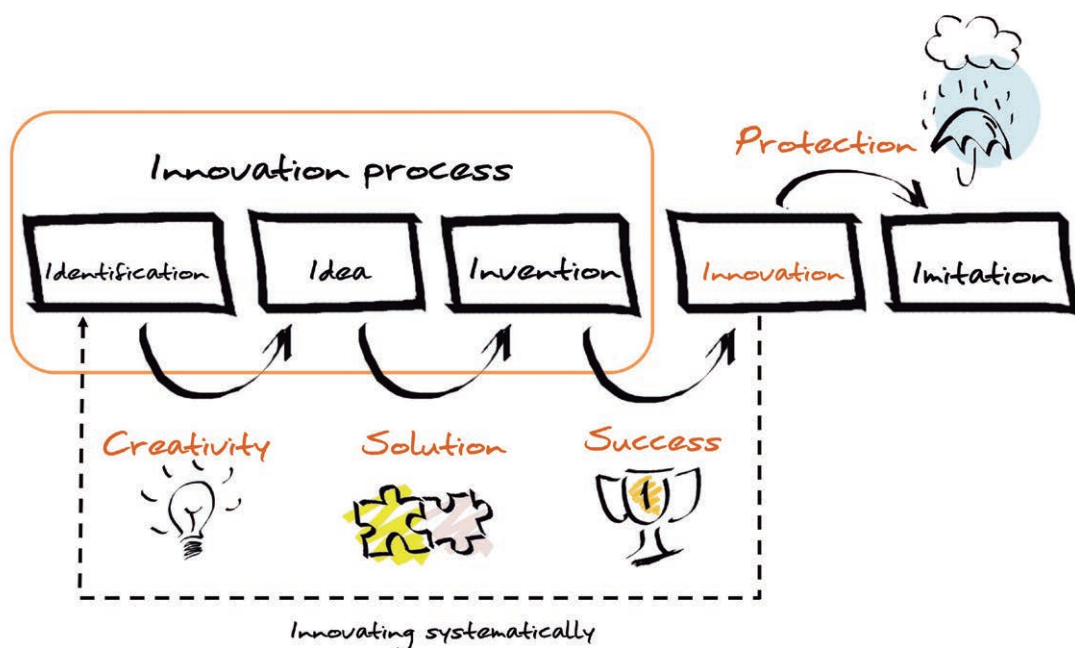 Protection
Innovation process
Identification
Idea
Invention
Innovation
Imitation
Creativity
Solution
Success
1
Innovating systematically